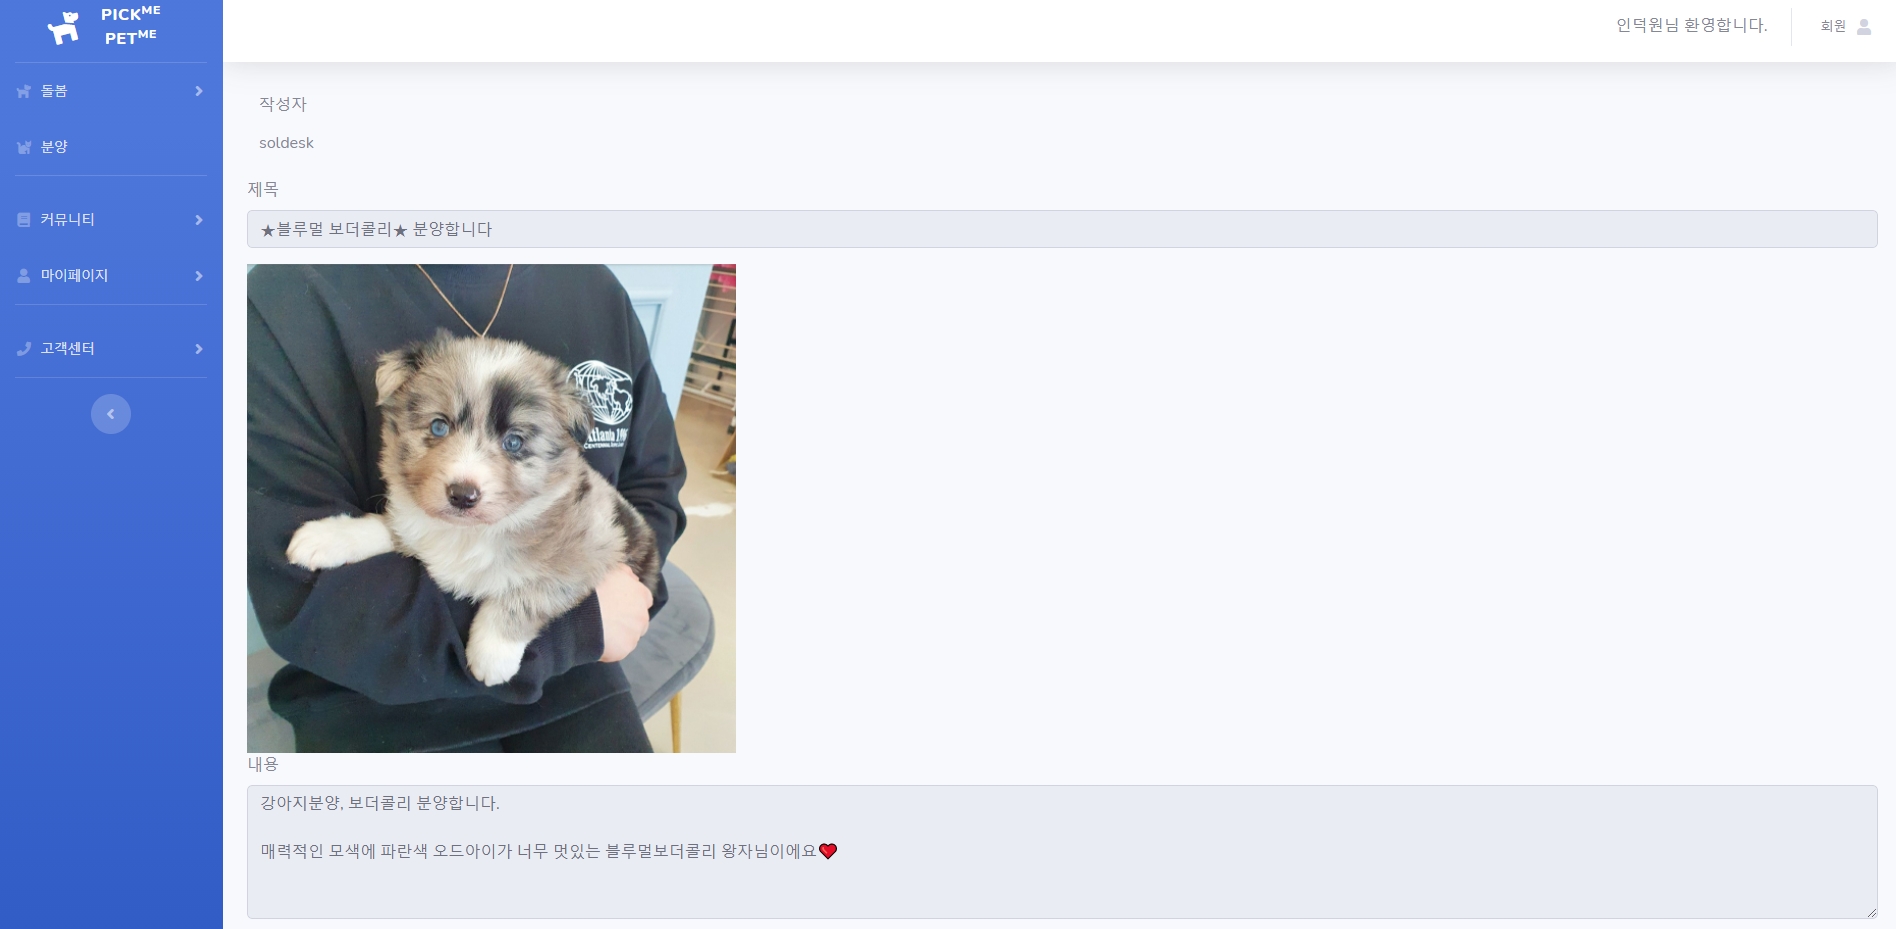 PICKME
PETME
돌봄
분양
커뮤니티
마이페이지
고객센터
인덕원님 환영합니다.
회원
작성자
soldesk
제목
★블루멀 보더콜리★ 분양합니다
Atlanta 1996
내용
강아지분양, 보더콜리 분양합니다.
매력적인 모색에 파란색 오드아이가 너무 멋있는 블루멀보더콜리 왕자님이에요❤